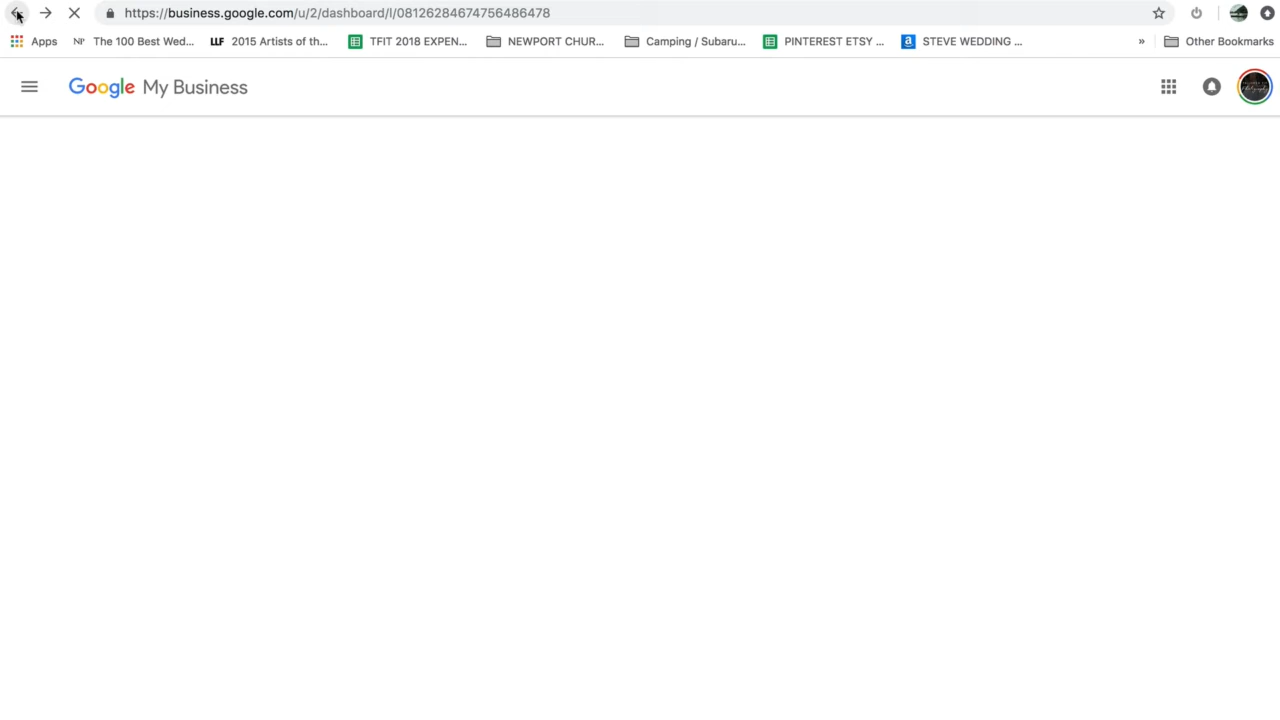 https://business.google.com/u/2/dashboard/l/08126284674756486478
Apps NP The 100 Best Wed... LLF 2015 Artists of th... TFIT 2018 EXPEN... NEWPORT CHUR... Camping / Subaru... PINTEREST ETSY ... a STEVE WEDDING ... » Other Bookmarks
Google My Business